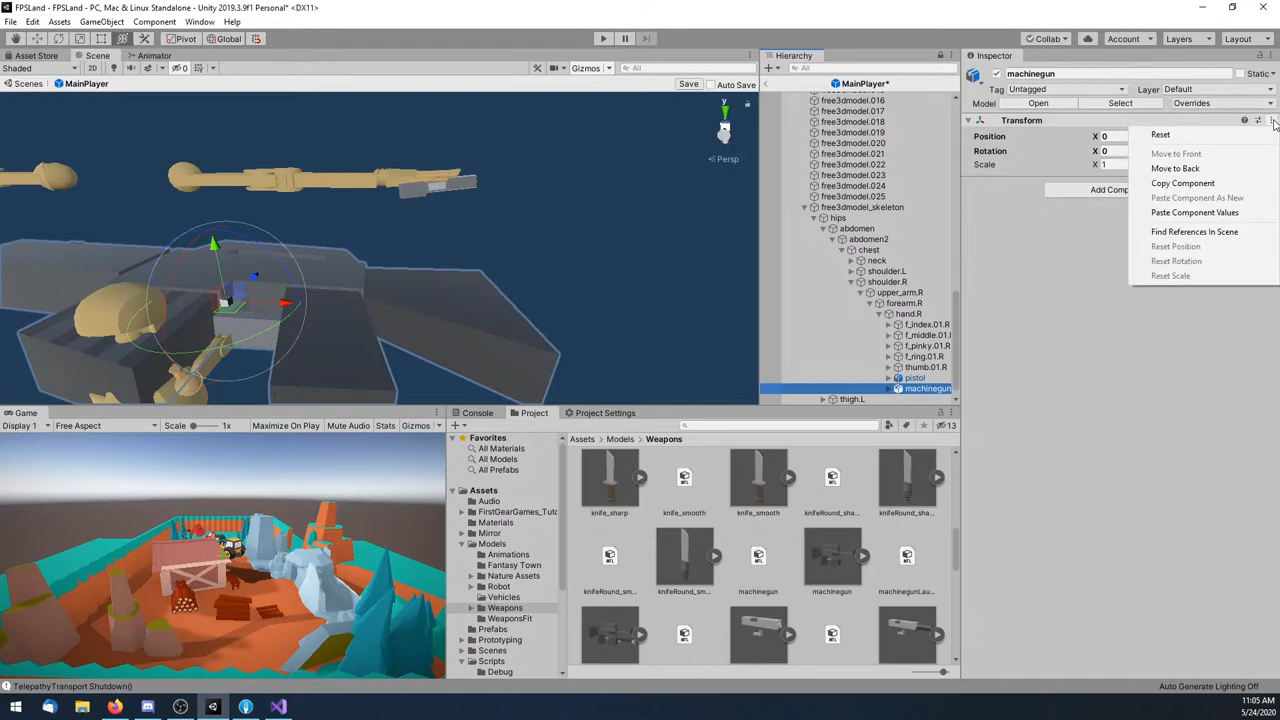 FPSLand - FPSLand - PC, Mac & Linux Standalone - Unity 2019.3.9f1 Personal* <DX11>
File Edit Assets GameObject Component Window Help
Pivot Global Collab Account Layers Layout
Asset Store Scene Animator Hierarchy Inspector
Shaded 2D 0 Gizmos All All
Scenes MainPlayer Save Auto Save
MainPlayer*
free3dmodel.016
free3dmodel.017
free3dmodel.018
free3dmodel.019
free3dmodel.020
free3dmodel.021
free3dmodel.022
free3dmodel.023
free3dmodel.024
free3dmodel.025
free3dmodel_skeleton
hips
abdomen
abdomen2
chest
neck
shoulder.L
shoulder.R
upper_arm.R
forearm.R
hand.R
f_index.01.R
f_middle.01.
f_pinky.01.R
f_ring.01.R
thumb.01.R
pistol
machinegun
thigh.L
y
Persp
machinegun Static
Tag Untagged Layer Default
Model Open Select Overrides
Transform
Position X 0
Rotation X 0
Scale X 1
Add Comp
Reset
Move to Front
Move to Back
Copy Component
Paste Component As New
Paste Component Values
Find References In Scene
Reset Position
Reset Rotation
Reset Scale
Game
Display 1 Free Aspect Scale 1x Maximize On Play Mute Audio Stats Gizmos
Console Project Project Settings
13
Favorites
All Materials
All Models
All Prefabs
Assets
Audio
FirstGearGames_Tuto
Materials
Mirror
Models
Animations
Fantasy Town
Nature Assets
Robot
Vehicles
Weapons
WeaponsFit
Prefabs
Prototyping
Scenes
Scripts
Debug
Assets Models Weapons
knife_sharp knife_smooth knife_smooth knifeRound_sha... knifeRound_sha...
knifeRound_sm... knifeRound_sm... machinegun machinegun machinegunLau...
TelepathyTransport Shutdown()
Auto Generate Lighting Off
11:05 AM
5/24/2020